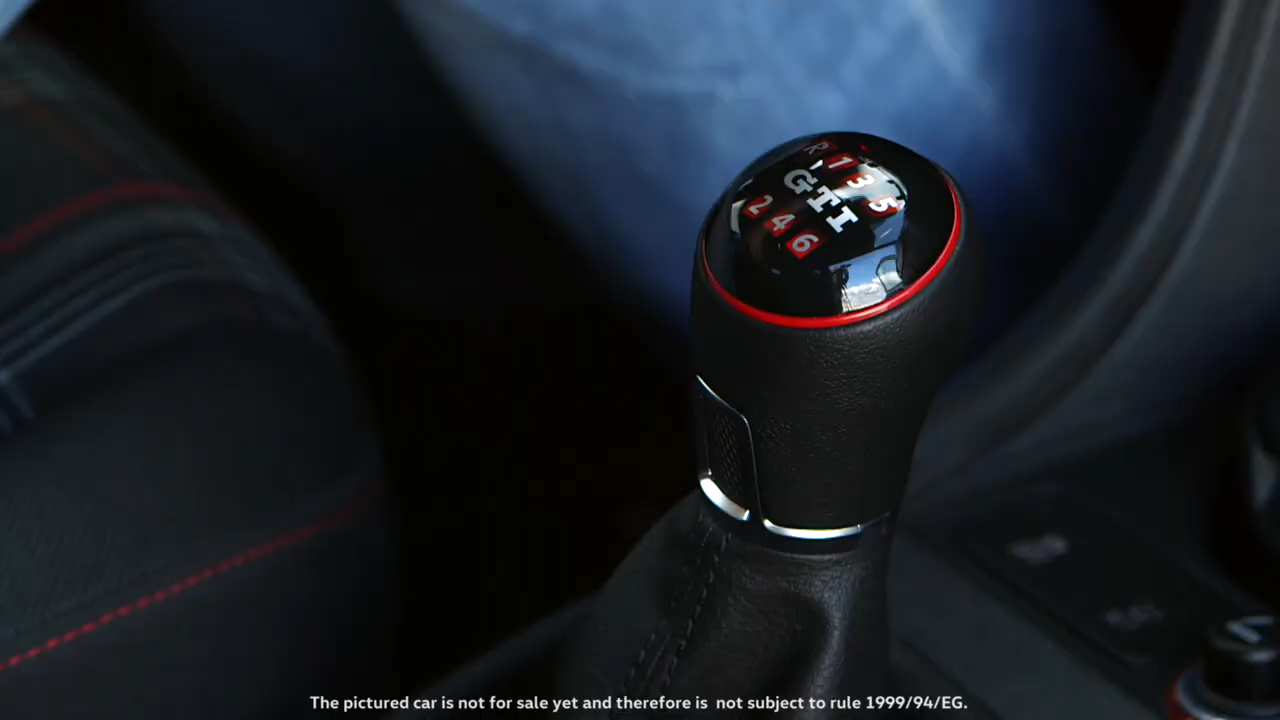 R 1 3 5
GTI
2 4 6
The pictured car is not for sale yet and therefore is not subject to rule 1999/94/EG.